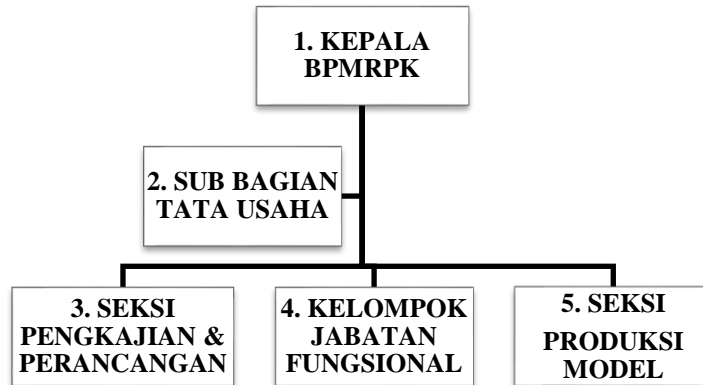 1. KEPALA
BPMRPK
2. SUB BAGIAN
TATA USAHA
3. SEKSI
PENGKAJIAN &
PERANCANGAN
4. KELOMPOK
JABATAN
FUNGSIONAL
5. SEKSI
PRODUKSI
MODEL